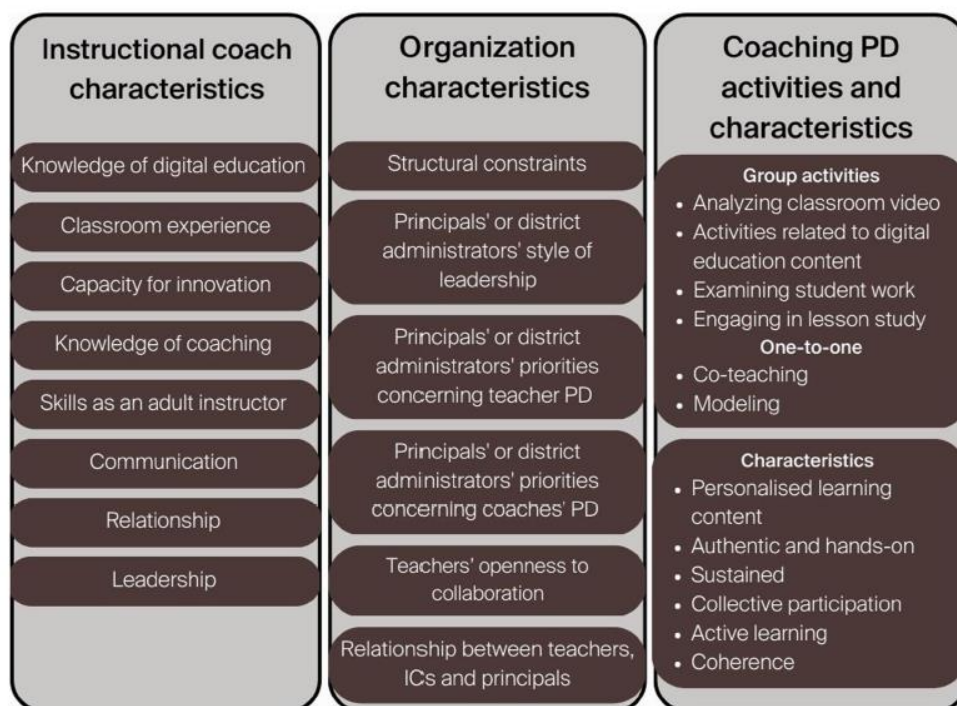 Instructional coach
characteristics
Knowledge of digital education
Classroom experience
Capacity for innovation
Knowledge of coaching
Skills as an adult instructor
Communication
Relationship
Leadership
Organization
characteristics
Structural constraints
Principals' or district
administrators' style of
leadership
Principals' or district
administrators' priorities
concerning teacher PD
Principals' or district
administrators' priorities
concerning coaches' PD
Teachers' openness to
collaboration
Relationship between teachers,
ICs and principals
Coaching PD
activities and
characteristics
Group activities
• Analyzing classroom video
• Activities related to digital
education content
• Examining student work
• Engaging in lesson study
One-to-one
• Co-teaching
• Modeling
Characteristics
• Personalised learning
content
• Authentic and hands-on
• Sustained
• Collective participation
• Active learning
• Coherence